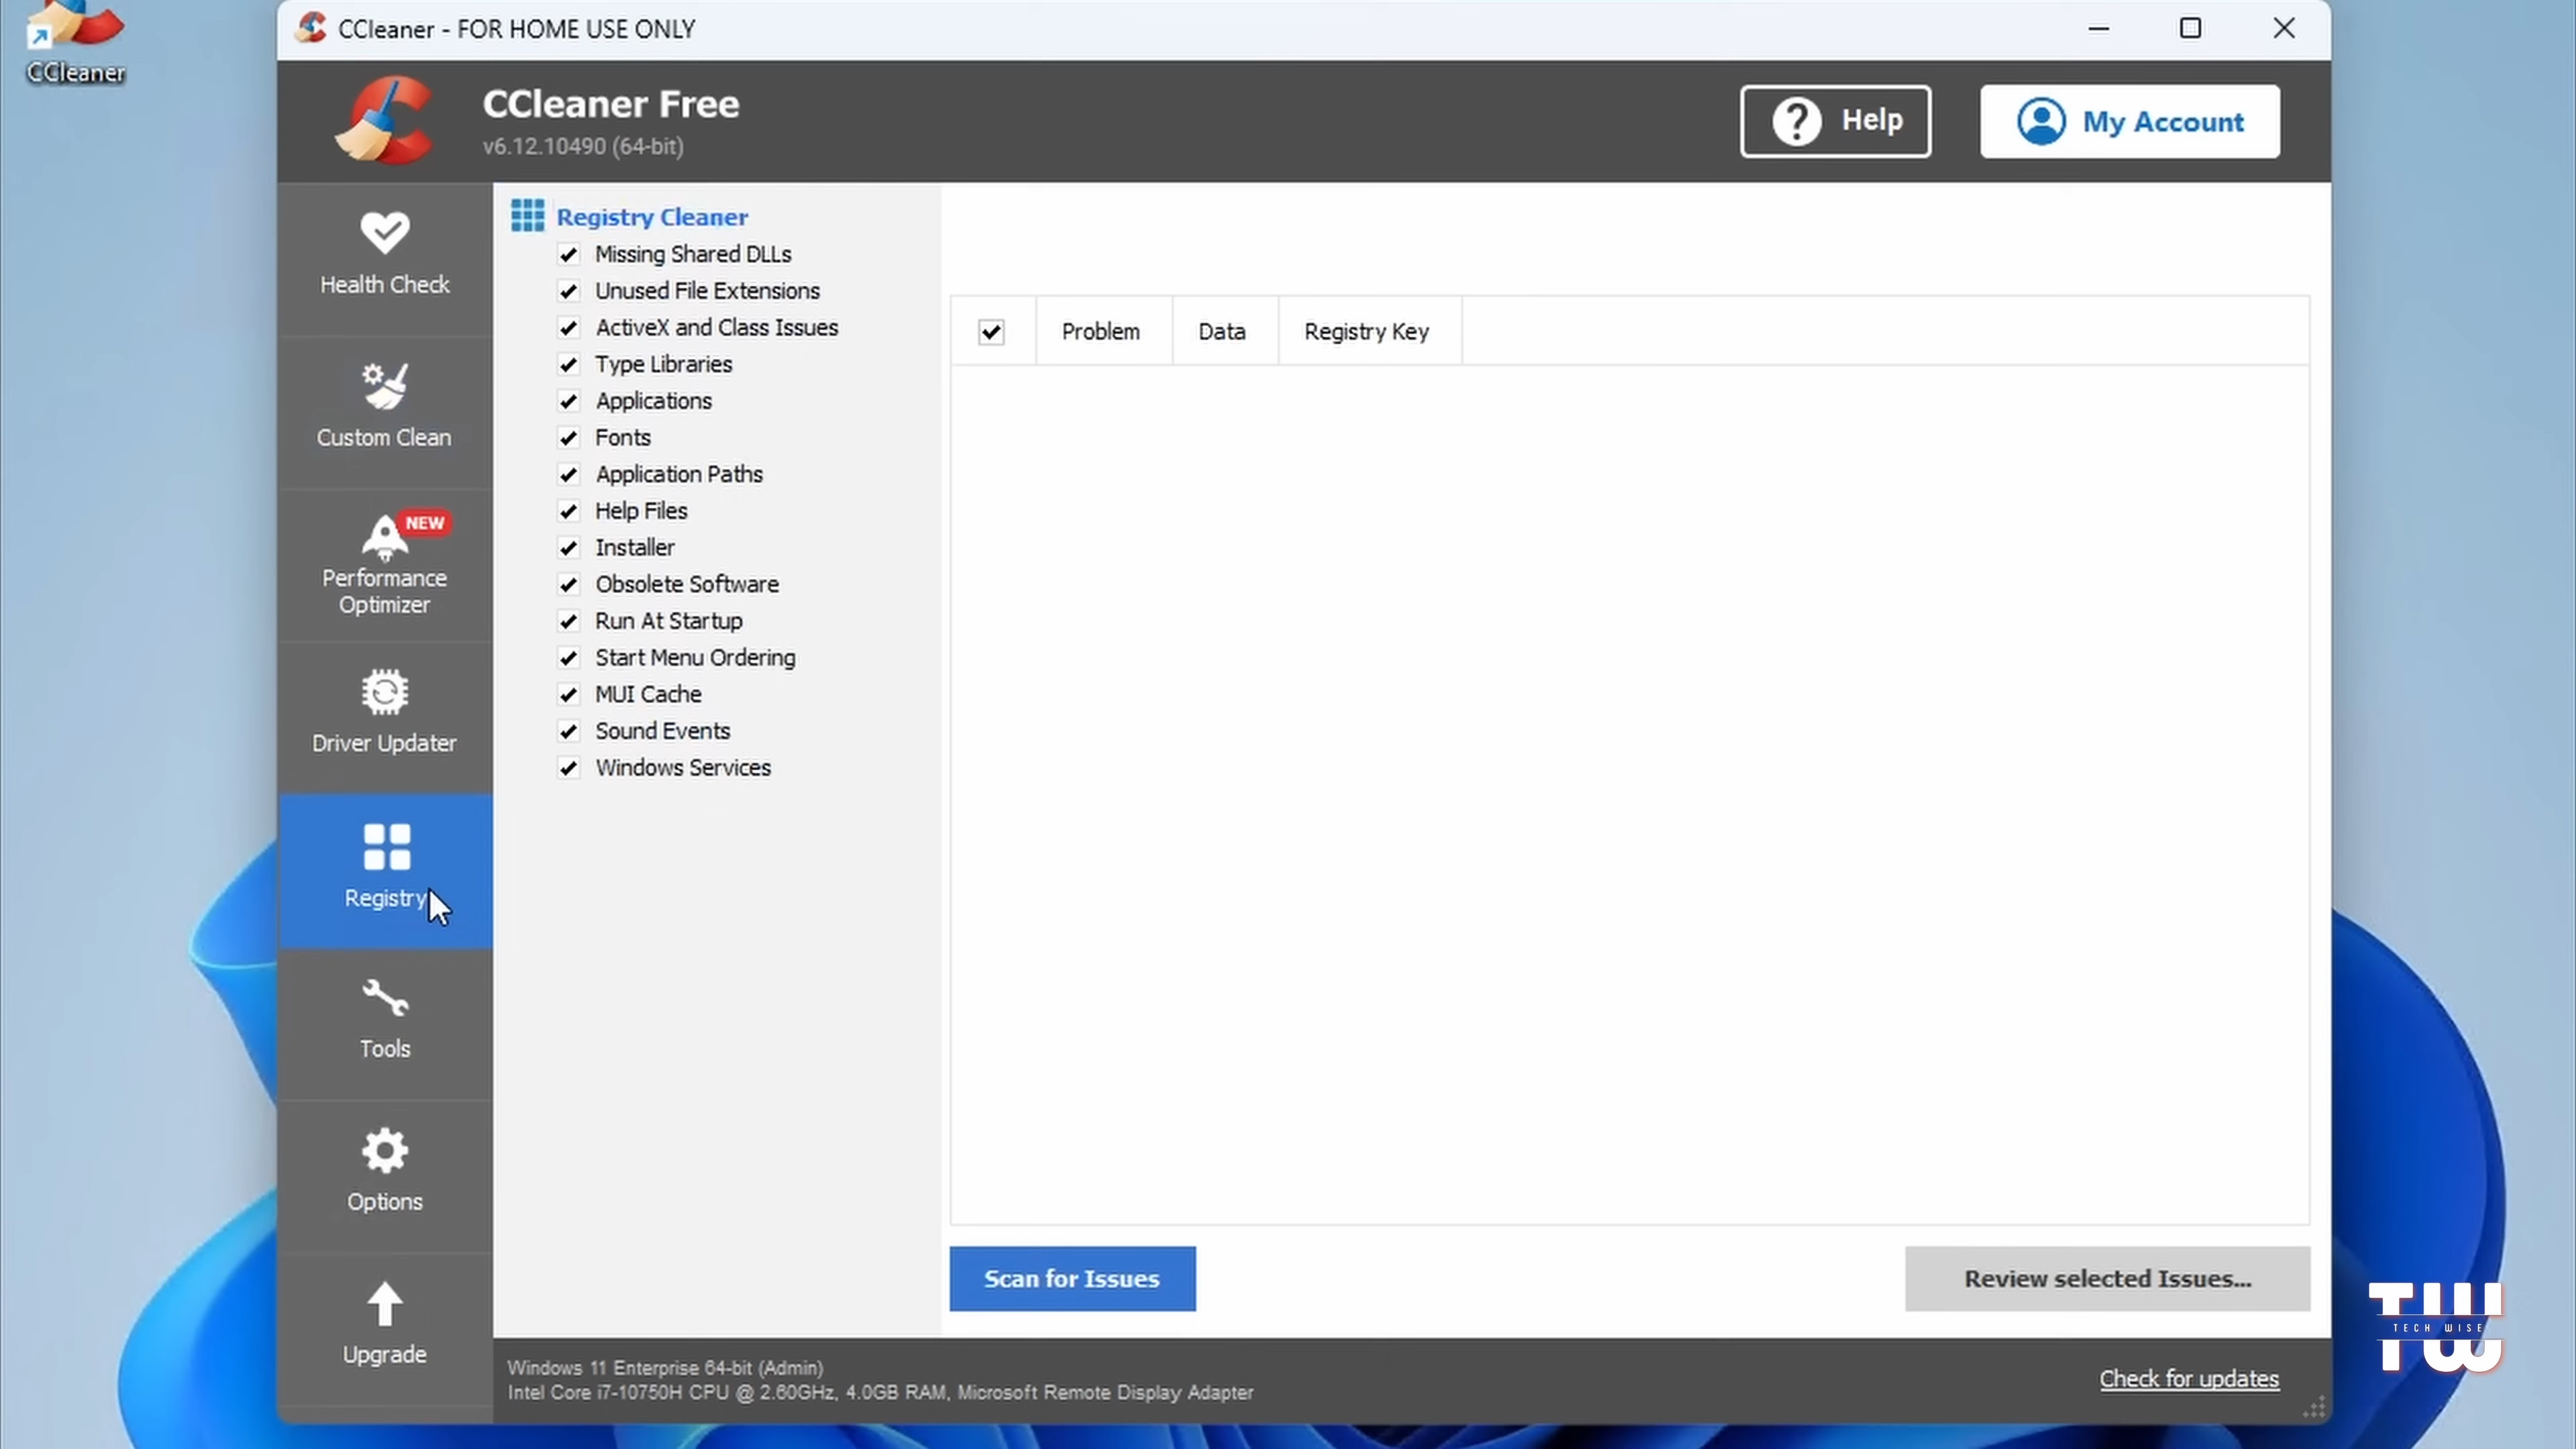 CCleaner
CCleaner - FOR HOME USE ONLY
CCleaner Free
v6.12.10490 (64-bit)
Help
My Account
Health Check
Custom Clean
NEW
Performance
Optimizer
Driver Updater
Registry
Tools
Options
Upgrade
Registry Cleaner
Missing Shared DLLs
Unused File Extensions
ActiveX and Class Issues
Type Libraries
Applications
Fonts
Application Paths
Help Files
Installer
Obsolete Software
Run At Startup
Start Menu Ordering
MUI Cache
Sound Events
Windows Services
Problem Data Registry Key
Scan for Issues
Review selected Issues...
Windows 11 Enterprise 64-bit (Admin)
Intel Core i7-10750H CPU @ 2.60GHz, 4.0GB RAM, Microsoft Remote Display Adapter
Check for updates
TW
TECH WISE
TW